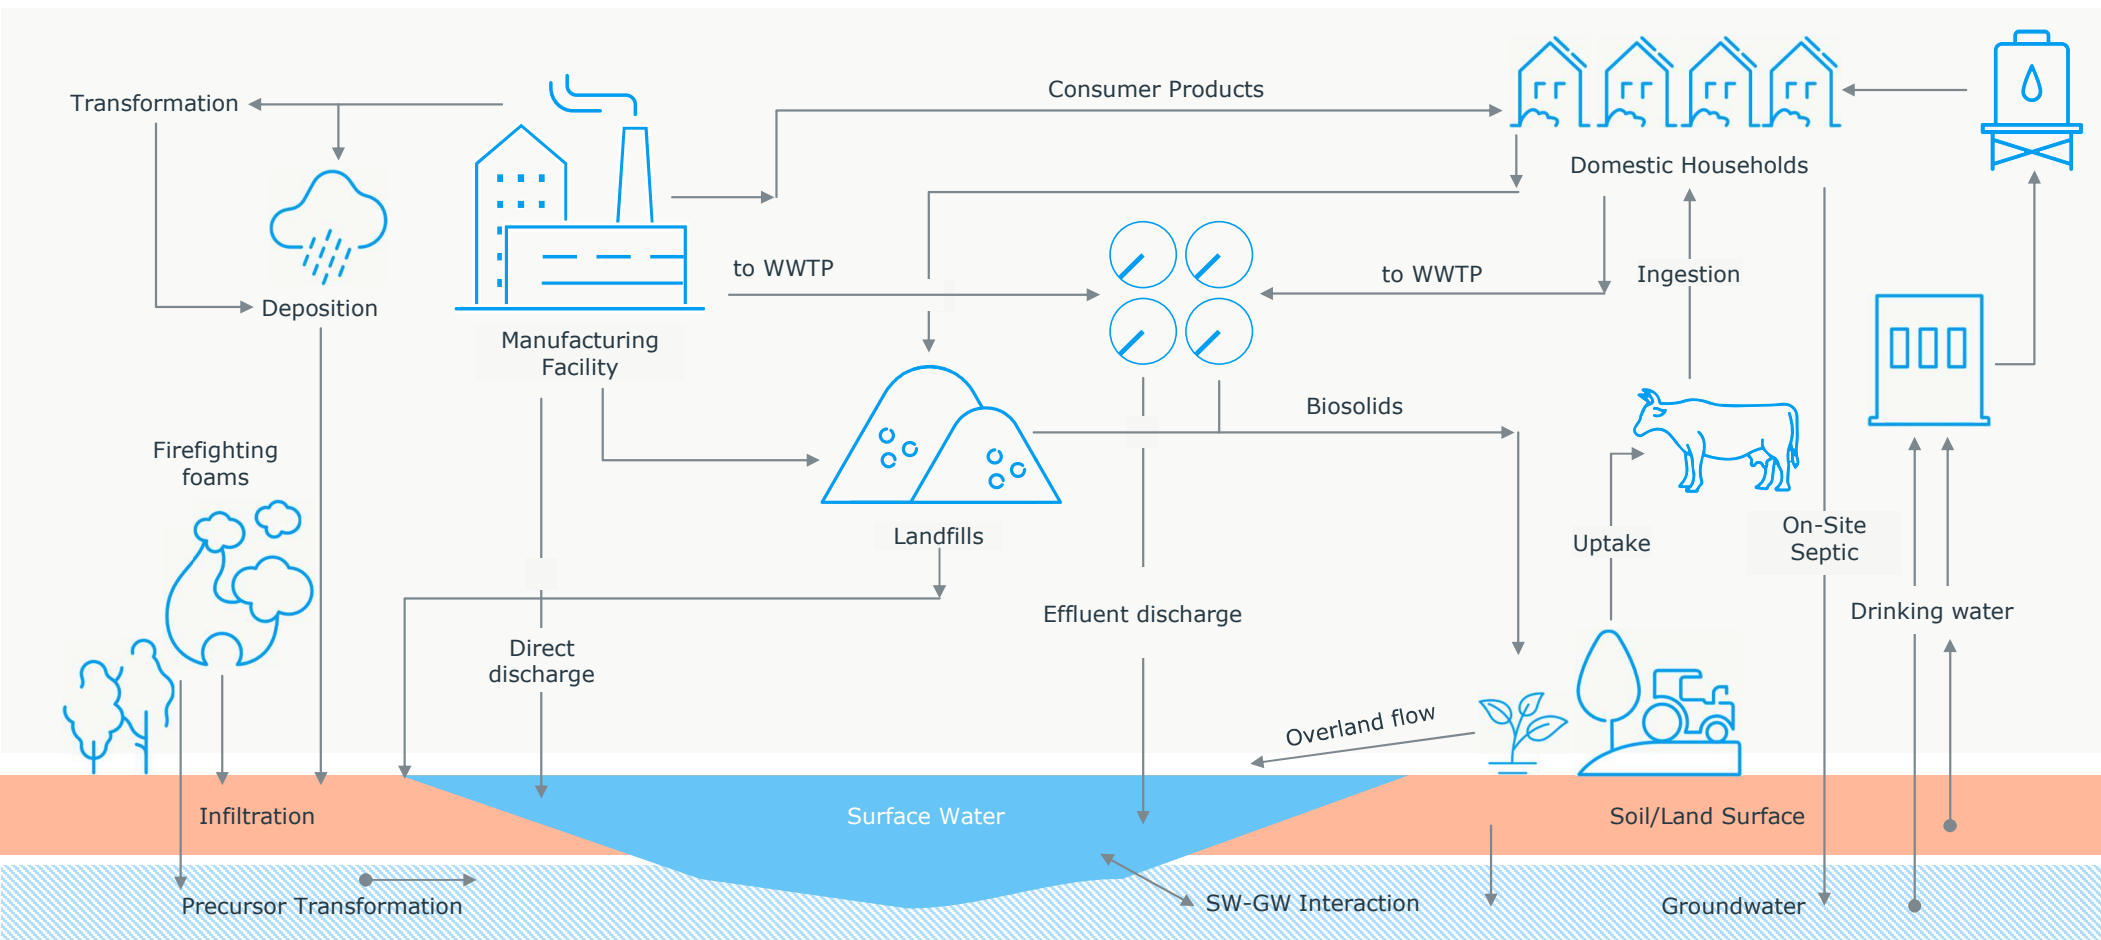 Consumer Products
Transformation
Domestic Households
to WWTP
to WWTP
Ingestion
Deposition
Manufacturing
Facility
Biosolids
Firefighting
foams
Landfills
On-Site
Septic
Uptake
Effluent discharge
Drinking water
Direct
discharge
Overland flow
Infiltration
Surface Water
Soil/Land Surface
Precursor Transformation
SW-GW Interaction
Groundwater